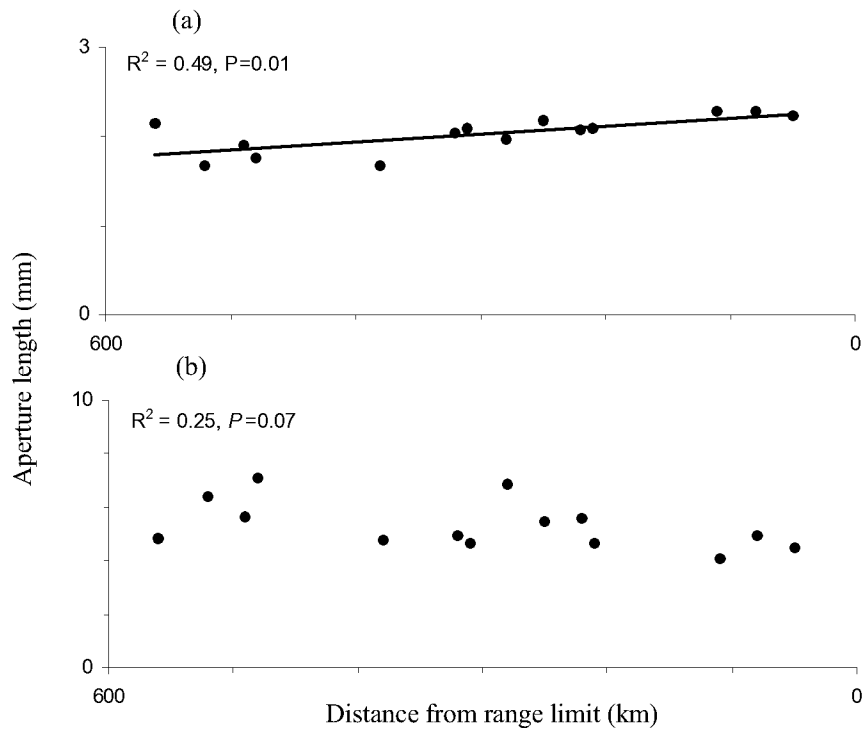 (a)
3
R² = 0.49, P=0.01
0
600
0
(b)
10
R² = 0.25, P=0.07
0
600
0
Aperture length (mm)
Distance from range limit (km)